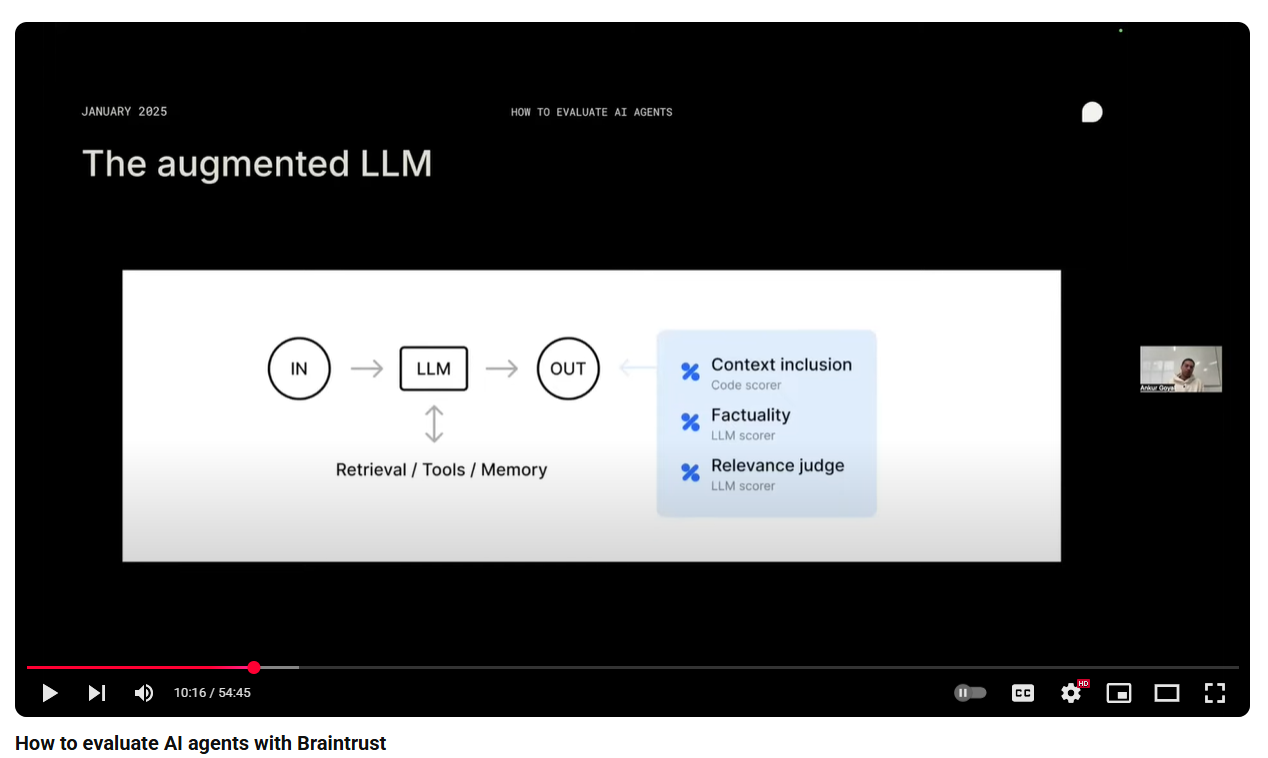 JANUARY 2025
HOW TO EVALUATE AI AGENTS
The augmented LLM
IN
LLM
OUT
Retrieval / Tools / Memory
Context inclusion
Code scorer
Factuality
LLM scorer
Relevance judge
LLM scorer
Ankur Goyal
10:16 / 54:45
CC
HD
How to evaluate AI agents with Braintrust